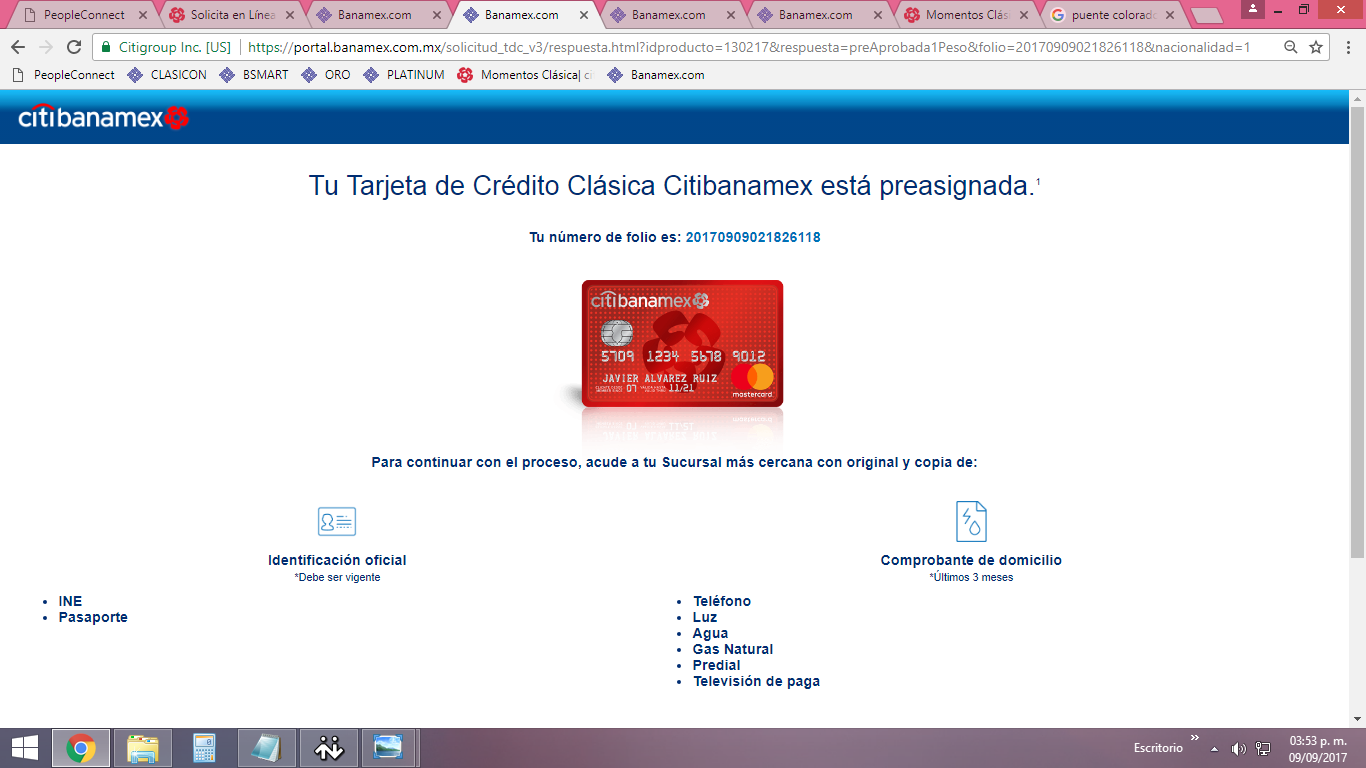 PeopleConnect
Solicita en Línea
Banamex.com
Banamex.com
Banamex.com
Banamex.com
Momentos Clás
puente colorado
Citigroup Inc. [US] https://portal.banamex.com.mx/solicitud_tdc_v3/respuesta.html?idproducto=130217&respuesta=preAprobada1Peso&folio=20170909021826118&nacionalidad=1
PeopleConnect CLASICON BSMART ORO PLATINUM Momentos Clásica| ci Banamex.com
citibanamex
Tu Tarjeta de Crédito Clásica Citibanamex está preasignada.1
Tu número de folio es: 20170909021826118
citibanamex
5709 1234 5678 9012
JAVIER ALVAREZ RUIZ
07 11/21
mastercard
Para continuar con el proceso, acude a tu Sucursal más cercana con original y copia de:
Identificación oficial
*Debe ser vigente
• INE
• Pasaporte
Comprobante de domicilio
*Últimos 3 meses
• Teléfono
• Luz
• Agua
• Gas Natural
• Predial
• Televisión de paga
Escritorio
03:53 p. m.
09/09/2017